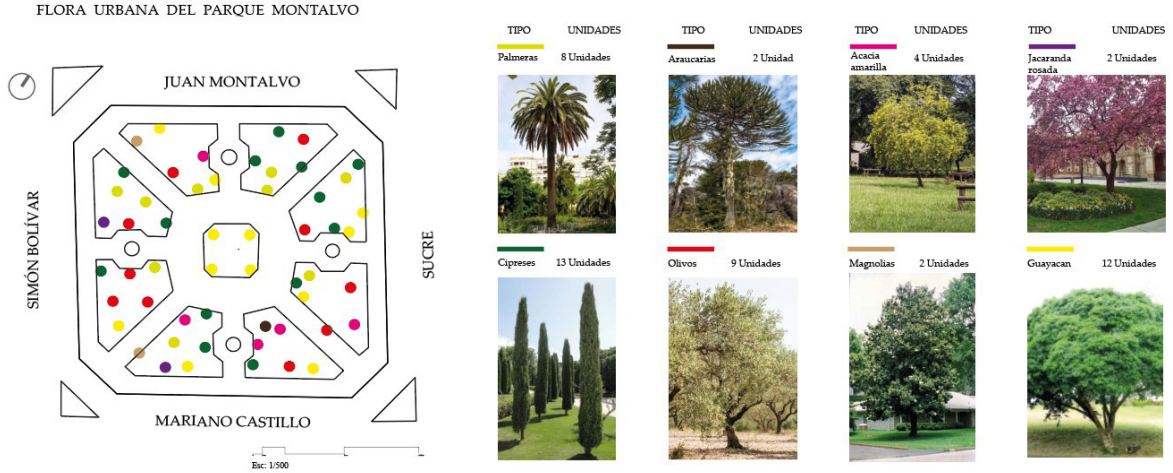 FLORA URBANA DEL PARQUE MONTALVO
JUAN MONTALVO
SIMÓN BOLÍVAR
SUCRE
MARIANO CASTILLO
Esc: 1/500
TIPO UNIDADES
Palmeras 8 Unidades
TIPO UNIDADES
Araucarias 2 Unidad
TIPO UNIDADES
Acacia
amarilla 4 Unidades
TIPO UNIDADES
Jacaranda
rosada 2 Unidades
Cipreses 13 Unidades
Olivos 9 Unidades
Magnolias 2 Unidades
Guayacan 12 Unidades